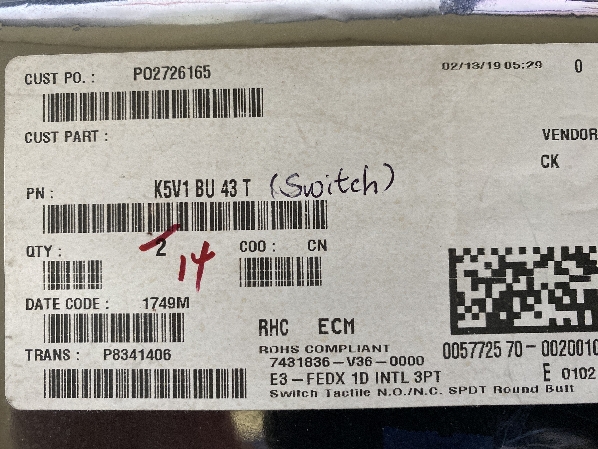 CUST PO. : PO2726165
02/13/19 05:29 0
CUST PART :
VENDOR
CK
PN : K5V1 BU 43 T (Switch)
QTY : 2 14
COO : CN
DATE CODE : 1749M
RHC ECM
TRANS : P8341406
ROHS COMPLIANT
7431836-V36-0000
E3-FEDX 1D INTL 3PT
Switch Tactile N.O./N.C. SPDT Round Butt
0057725 70-0020010
E 0102